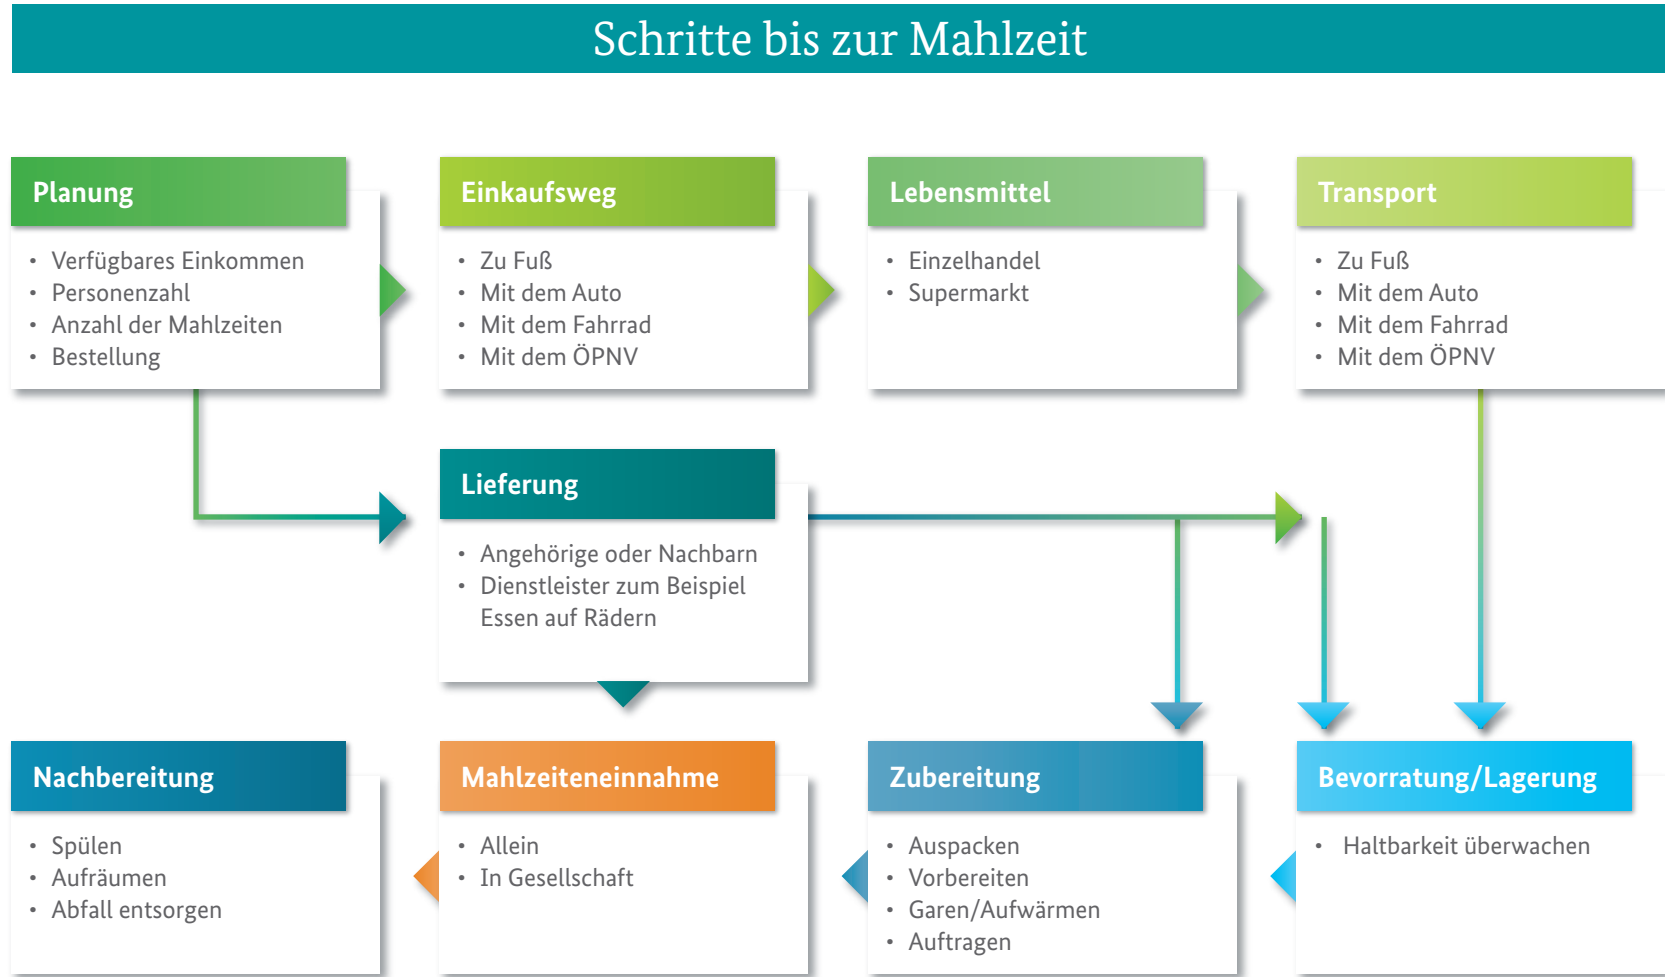 Schritte bis zur Mahlzeit
Planung
• Verfügbares Einkommen
• Personenzahl
• Anzahl der Mahlzeiten
• Bestellung
Einkaufsweg
• Zu Fuß
• Mit dem Auto
• Mit dem Fahrrad
• Mit dem ÖPNV
Lebensmittel
• Einzelhandel
• Supermarkt
Transport
• Zu Fuß
• Mit dem Auto
• Mit dem Fahrrad
• Mit dem ÖPNV
Lieferung
• Angehörige oder Nachbarn
• Dienstleister zum Beispiel
Essen auf Rädern
Nachbereitung
• Spülen
• Aufräumen
• Abfall entsorgen
Mahlzeiteneinnahme
• Allein
• In Gesellschaft
Zubereitung
• Auspacken
• Vorbereiten
• Garen/Aufwärmen
• Auftragen
Bevorratung/Lagerung
• Haltbarkeit überwachen